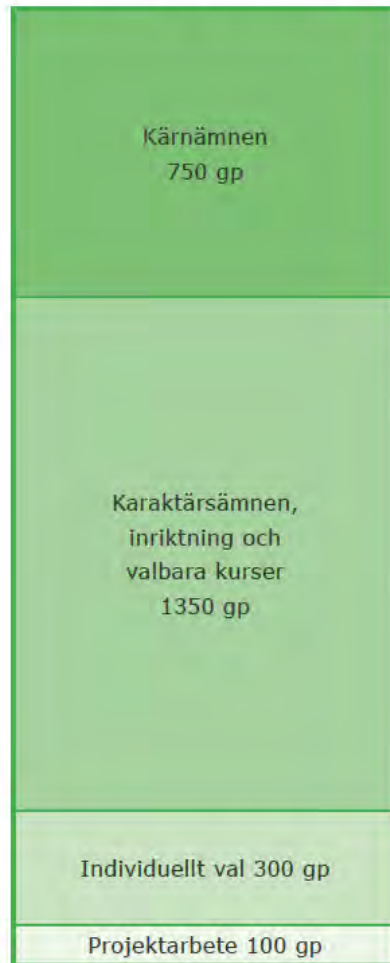 Kärnämnen
750 gp
Karaktärsämnen,
inriktning och
valbara kurser
1350 gp
Individuellt val 300 gp
Projektarbete 100 gp